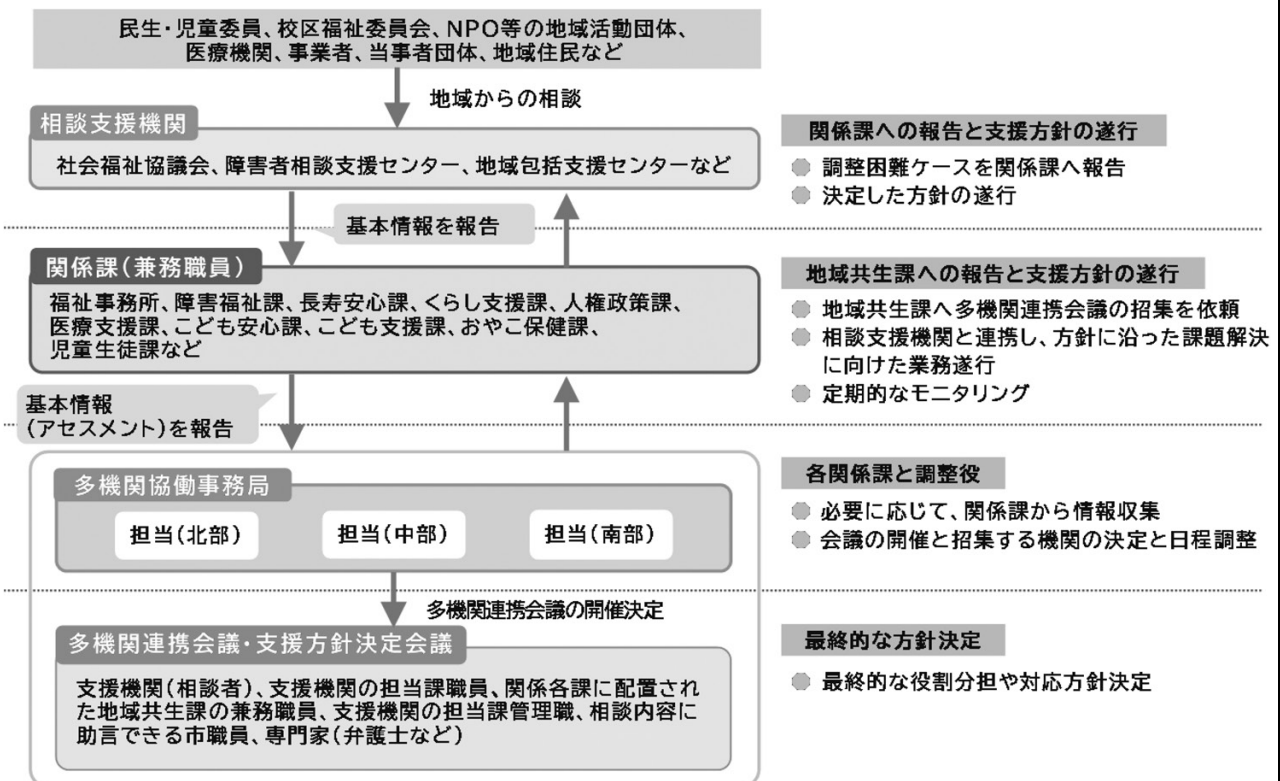 民生・児童委員、校区福祉委員会、NPO等の地域活動団体、
医療機関、事業者、当事者団体、地域住民など
地域からの相談
相談支援機関
社会福祉協議会、障害者相談支援センター、地域包括支援センターなど
関係課への報告と支援方針の遂行
調整困難ケースを関係課へ報告
決定した方針の遂行
基本情報を報告
関係課(兼務職員)
福祉事務所、障害福祉課、長寿安心課、くらし支援課、人権政策課、
医療支援課、こども安心課、こども支援課、おやこ保健課、
児童生徒課など
地域共生課への報告と支援方針の遂行
地域共生課へ多機関連携会議の招集を依頼
相談支援機関と連携し、方針に沿った課題解決
に向けた業務遂行
定期的なモニタリング
基本情報
(アセスメント)を報告
多機関協働事務局
担当(北部)
担当(中部)
担当(南部)
各関係課と調整役
必要に応じて、関係課から情報収集
会議の開催と招集する機関の決定と日程調整
多機関連携会議の開催決定
多機関連携会議・支援方針決定会議
支援機関(相談者)、支援機関の担当課職員、関係各課に配置され
た地域共生課の兼務職員、支援機関の担当課管理職、相談内容に
助言できる市職員、専門家(弁護士など)
最終的な方針決定
最終的な役割分担や対応方針決定